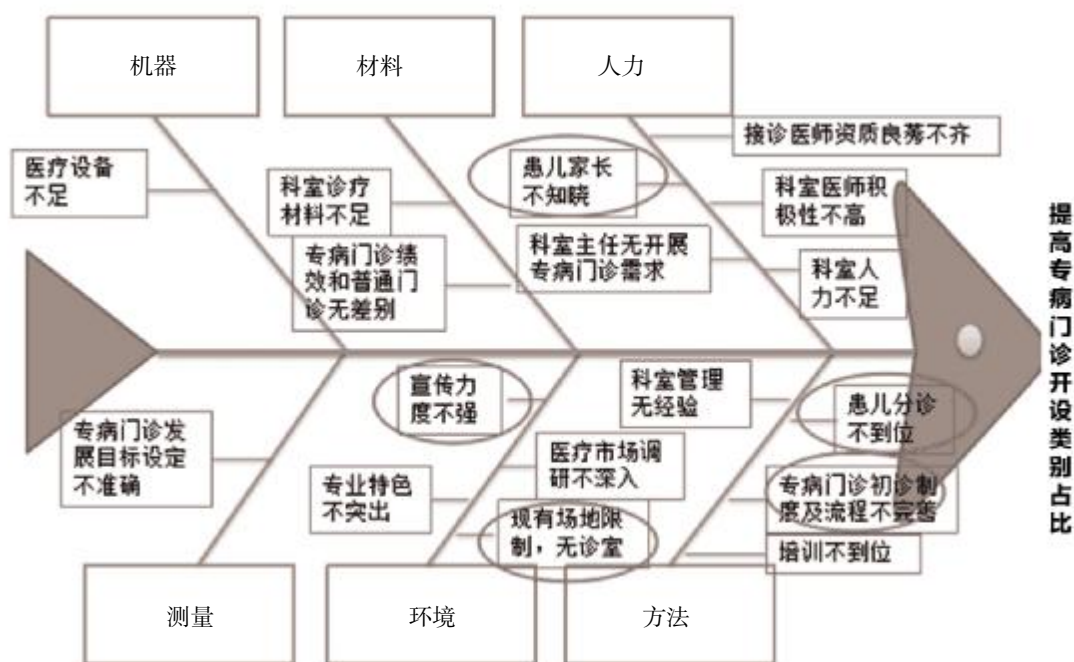 机器
材料
人力
接诊医师资质良莠不齐
医疗设备
不足
患儿家长
不知晓
科室诊疗
材料不足
科室医师积
极性不高
专病门诊绩
效和普通门
诊无差别
科室主任无开展
专病门诊需求
科室人
力不足
提高专病门诊开设类别占比
宣传力
度不强
科室管理
无经验
患儿分诊
不到位
专病门诊发
展目标设定
不准确
医疗市场调
研不深入
专业特色
不突出
专病门诊初诊制
度及流程不完善
现有场地限
制，无诊室
培训不到位
测量
环境
方法